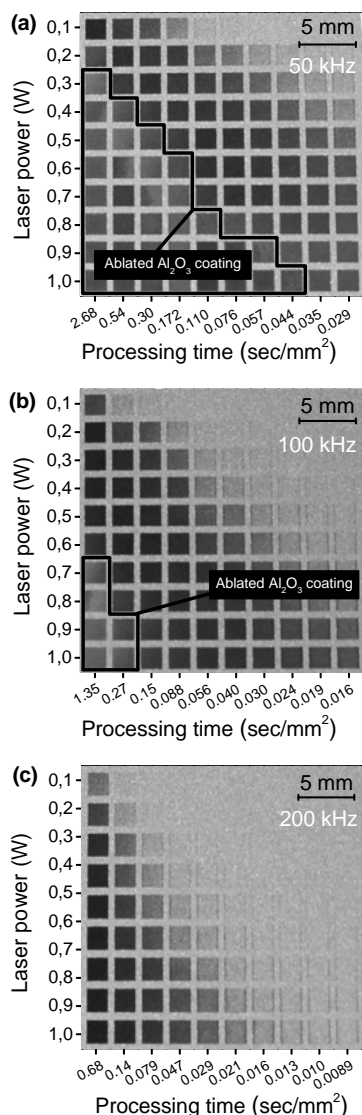 (a)
5 mm
50 kHz
Laser power (W)
0,1
0,2
0,3
0,4
0,5
0,6
0,7
0,8
0,9
1,0
Ablated Al₂O₃ coating
2.68 0.54 0.30 0.172 0.110 0.076 0.057 0.044 0.035 0.029
Processing time (sec/mm²)
(b)
5 mm
100 kHz
Laser power (W)
0,1
0,2
0,3
0,4
0,5
0,6
0,7
0,8
0,9
1,0
Ablated Al₂O₃ coating
1.35 0.27 0.15 0.088 0.056 0.040 0.030 0.024 0.019 0.016
Processing time (sec/mm²)
(c)
5 mm
200 kHz
Laser power (W)
0,1
0,2
0,3
0,4
0,5
0,6
0,7
0,8
0,9
1,0
0.68 0.14 0.079 0.047 0.029 0.021 0.016 0.013 0.010 0.0089
Processing time (sec/mm²)